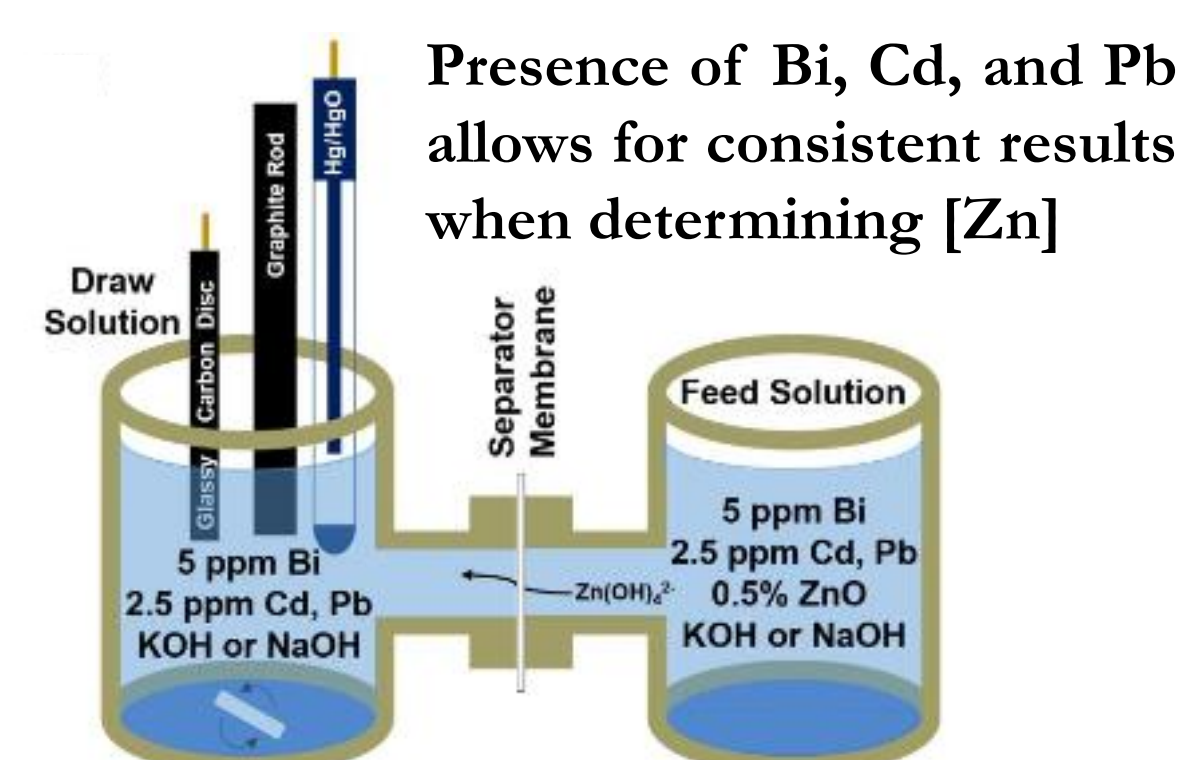 Presence of Bi, Cd, and Pb
allows for consistent results
when determining [Zn]
Hg/HgO
Graphite Rod
Glassy Carbon Disc
Draw
Solution
Separator
Membrane
Feed Solution
5 ppm Bi
2.5 ppm Cd, Pb
KOH or NaOH
Zn(OH)₄²⁻
5 ppm Bi
2.5 ppm Cd, Pb
0.5% ZnO
KOH or NaOH